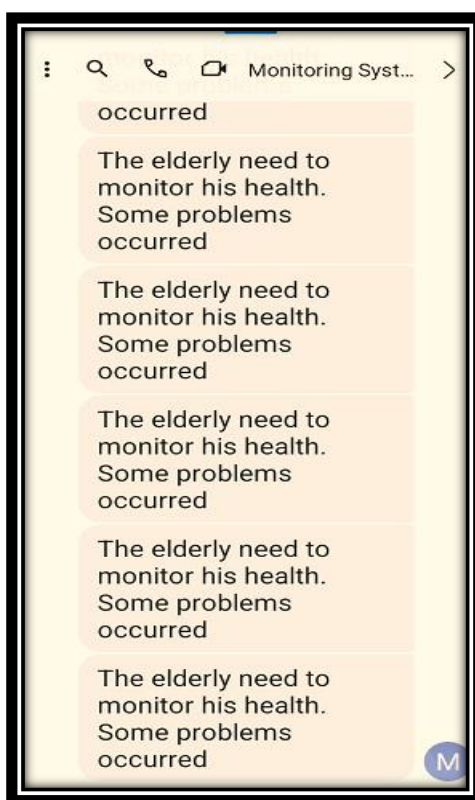 Monitoring Syst...
occurred
The elderly need to
monitor his health.
Some problems
occurred
The elderly need to
monitor his health.
Some problems
occurred
The elderly need to
monitor his health.
Some problems
occurred
The elderly need to
monitor his health.
Some problems
occurred
The elderly need to
monitor his health.
Some problems
occurred
M